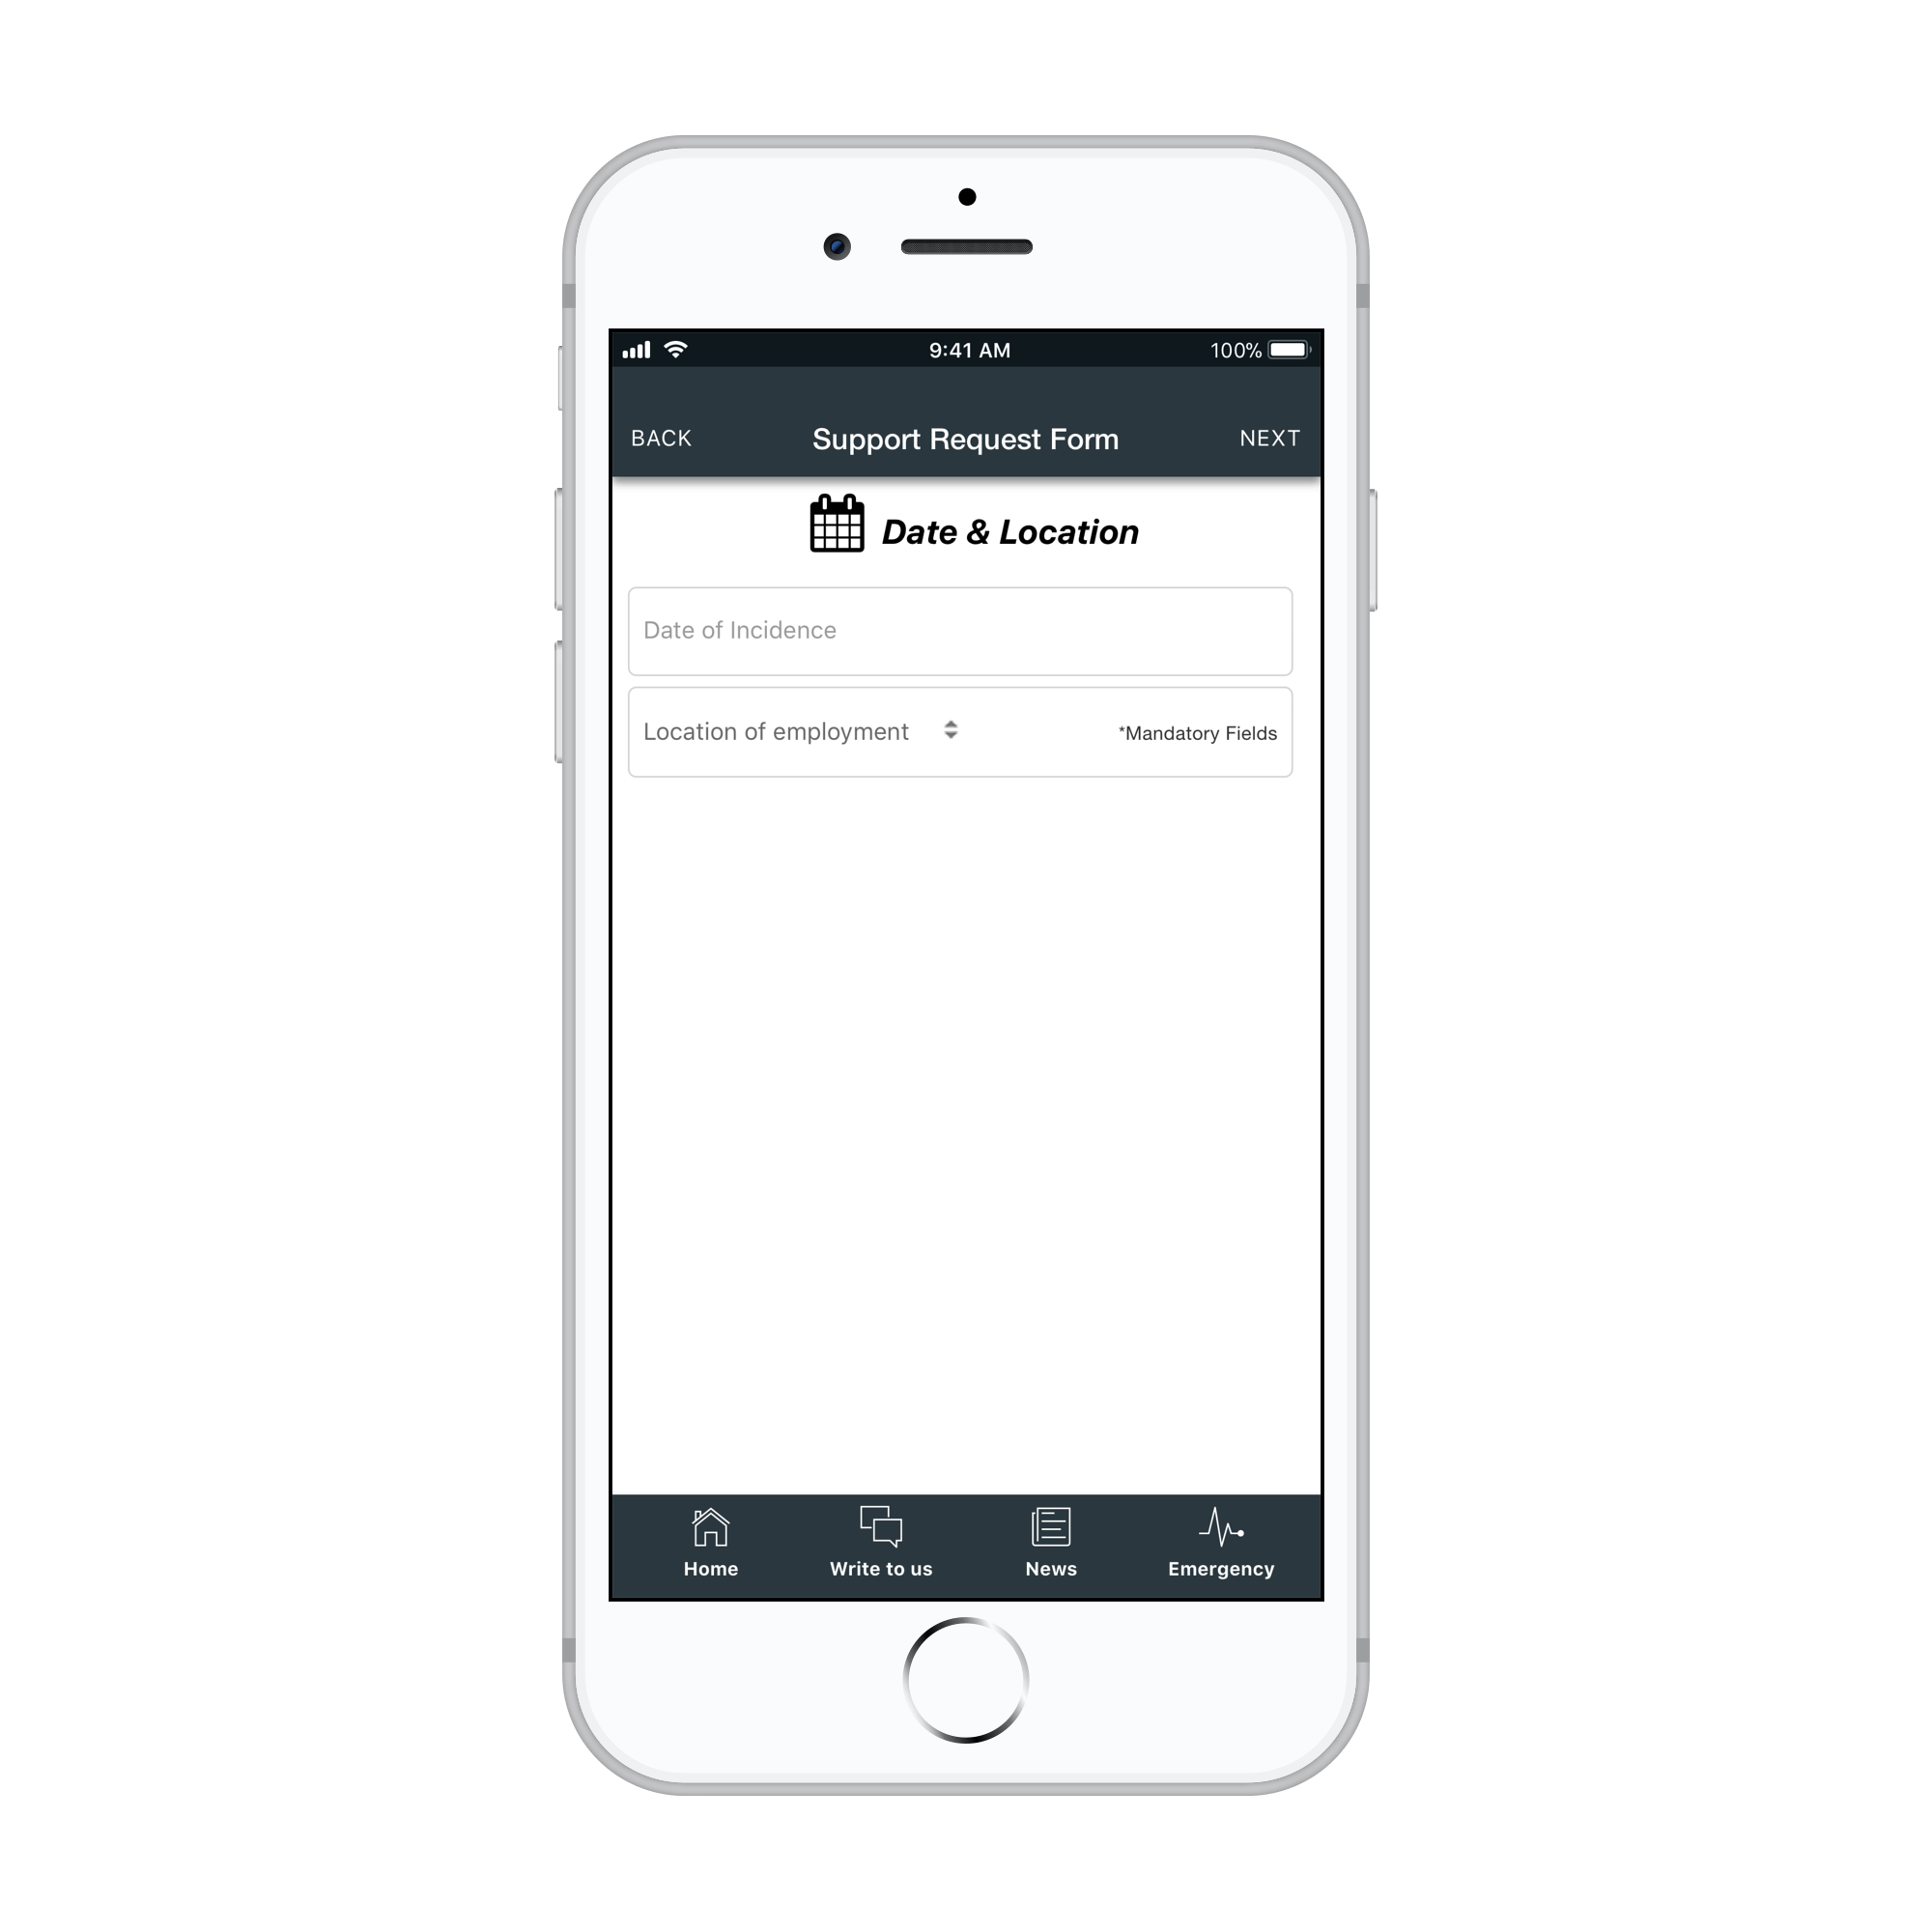 9:41 AM 100%
BACK Support Request Form NEXT
Date & Location
Date of Incidence
Location of employment *Mandatory Fields
Home Write to us News Emergency